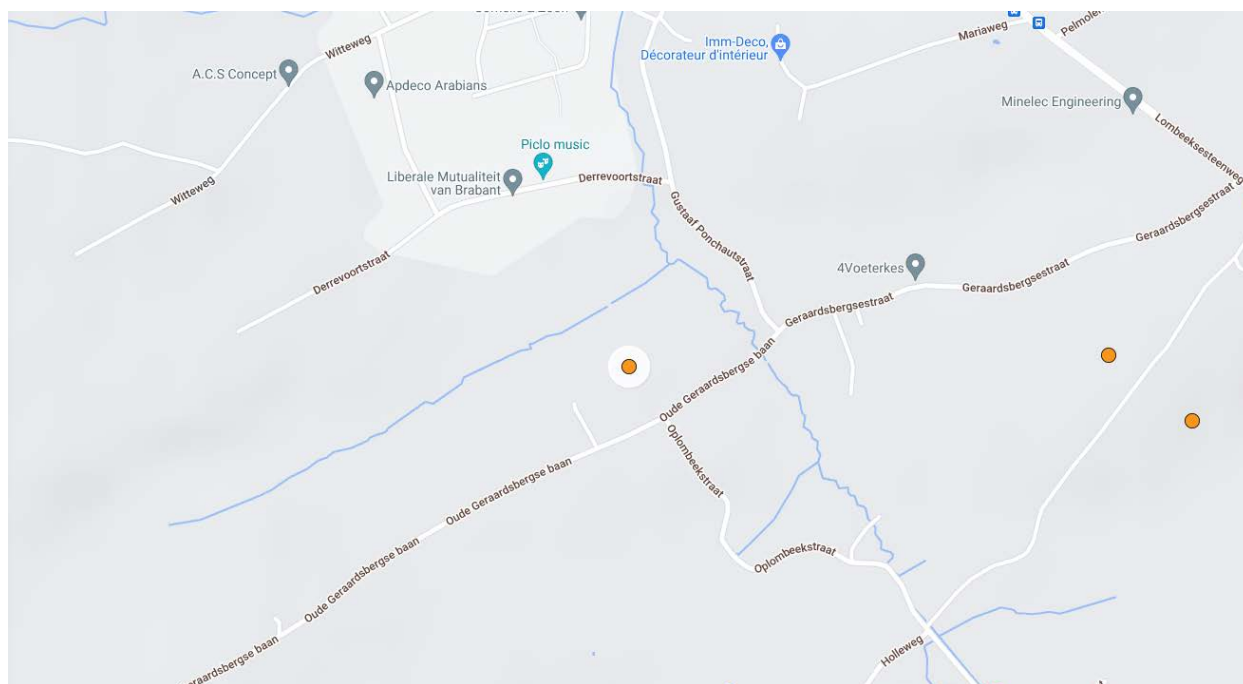 Witteweg
Mariaweg
Imm-Deco,
Décorateur d'intérieur
A.C.S Concept
Apdeco Arabians
Minelec Engineering
Lombeeksesteenweg
Piclo music
Liberale Mutualiteit
van Brabant
Derrevoortstraat
Witteweg
Gustaaf Ponchautstraat
Geraardsbergsestraat
Derrevoortstraat
4Voeterkes
Geraardsbergsestraat
Geraardsbergsestraat
Oude Geraardsbergse baan
Oplombeekstraat
Oude Geraardsbergse baan
Oplombeekstraat
Oude Geraardsbergse baan
Holleweg